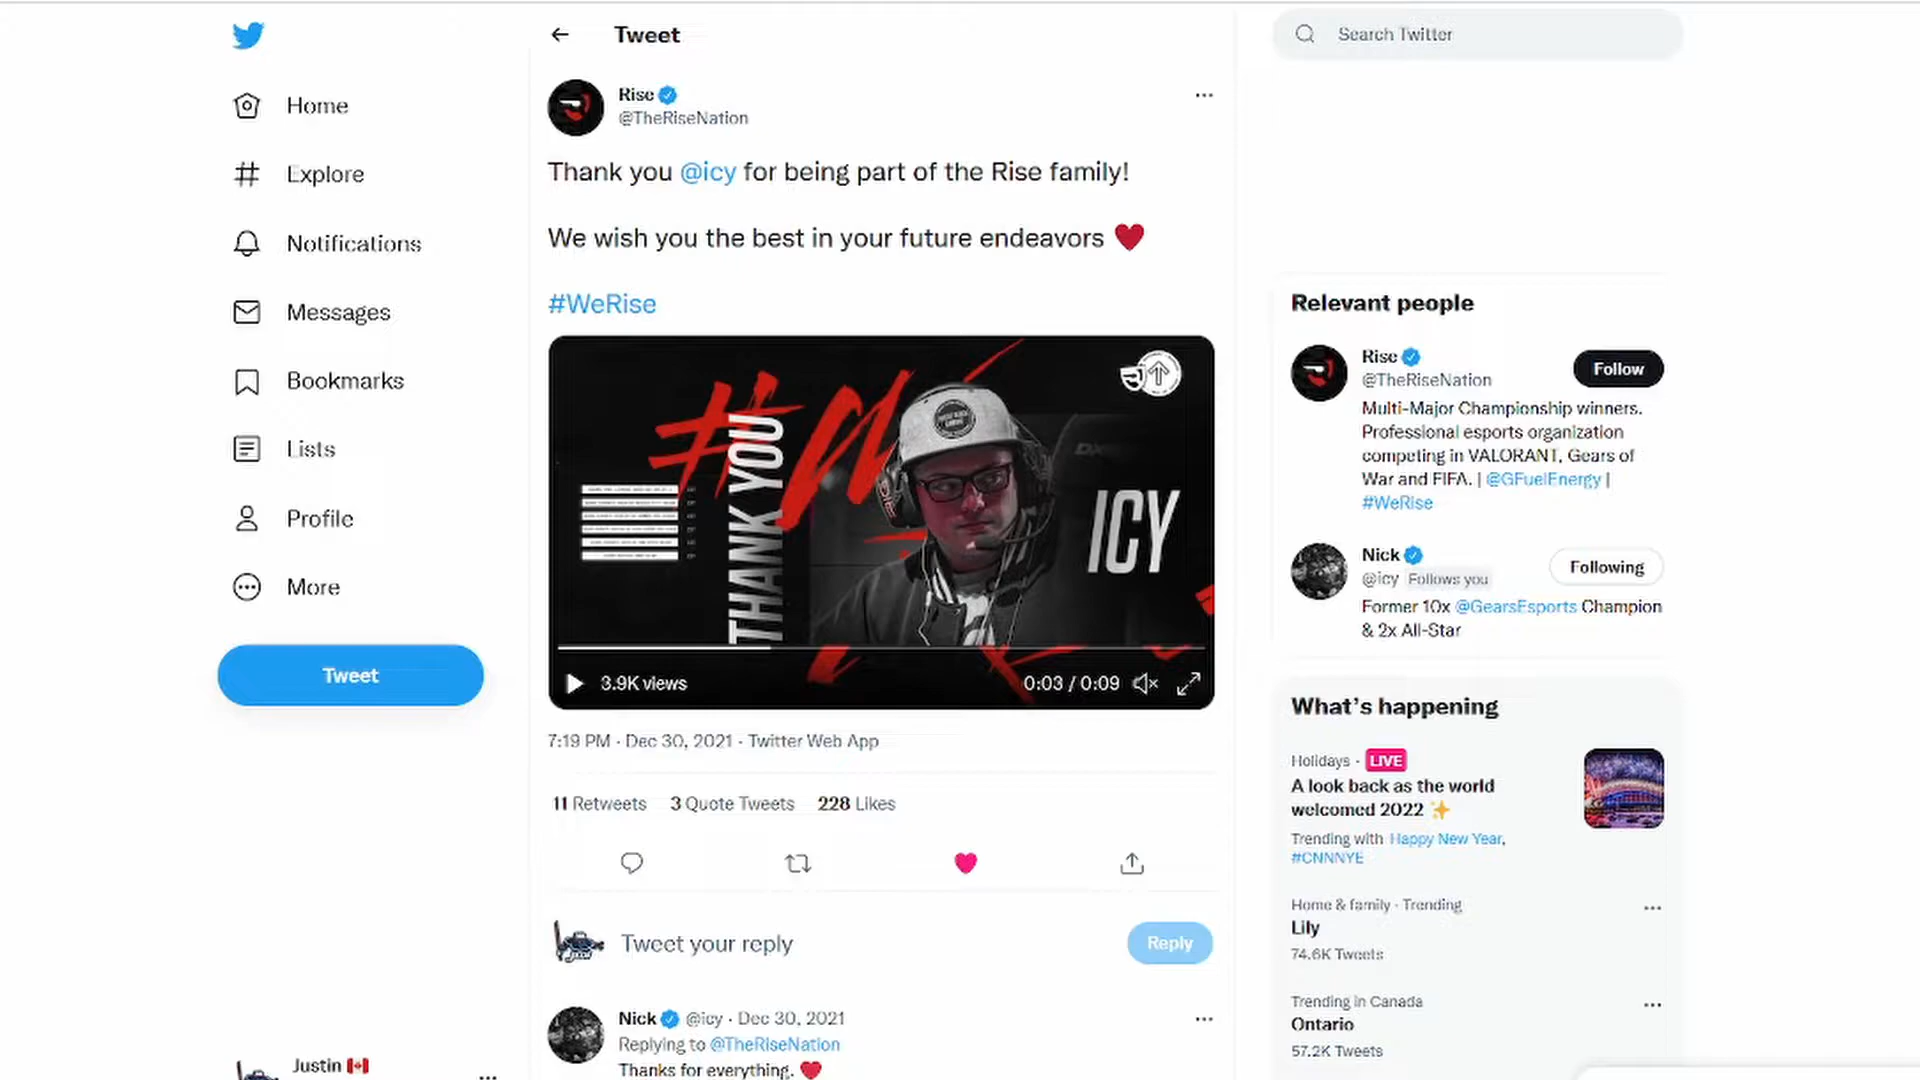 Tweet
Search Twitter
Home
Explore
Notifications
Messages
Bookmarks
Lists
Profile
More
Tweet
Rise
@TheRiseNation
Thank you @icy for being part of the Rise family!
We wish you the best in your future endeavors ❤
#WeRise
THANK YOU
ICY
3.9K views
0:03 / 0:09
7:19 PM · Dec 30, 2021 · Twitter Web App
11 Retweets 3 Quote Tweets 228 Likes
Tweet your reply
Reply
Nick @icy · Dec 30, 2021
Replying to @TheRiseNation
Thanks for everything. ❤
Justin 🇨🇦
Relevant people
Rise
@TheRiseNation
Follow
Multi-Major Championship winners.
Professional esports organization
competing in VALORANT, Gears of
War and FIFA. | @GFuelEnergy |
#WeRise
Nick
@icy Follows you
Following
Former 10x @GearsEsports Champion
& 2x All-Star
What's happening
Holidays · LIVE
A look back as the world
welcomed 2022 ✨
Trending with Happy New Year,
#CNNNYE
Home & family · Trending
Lily
74.6K Tweets
Trending in Canada
Ontario
57.2K Tweets